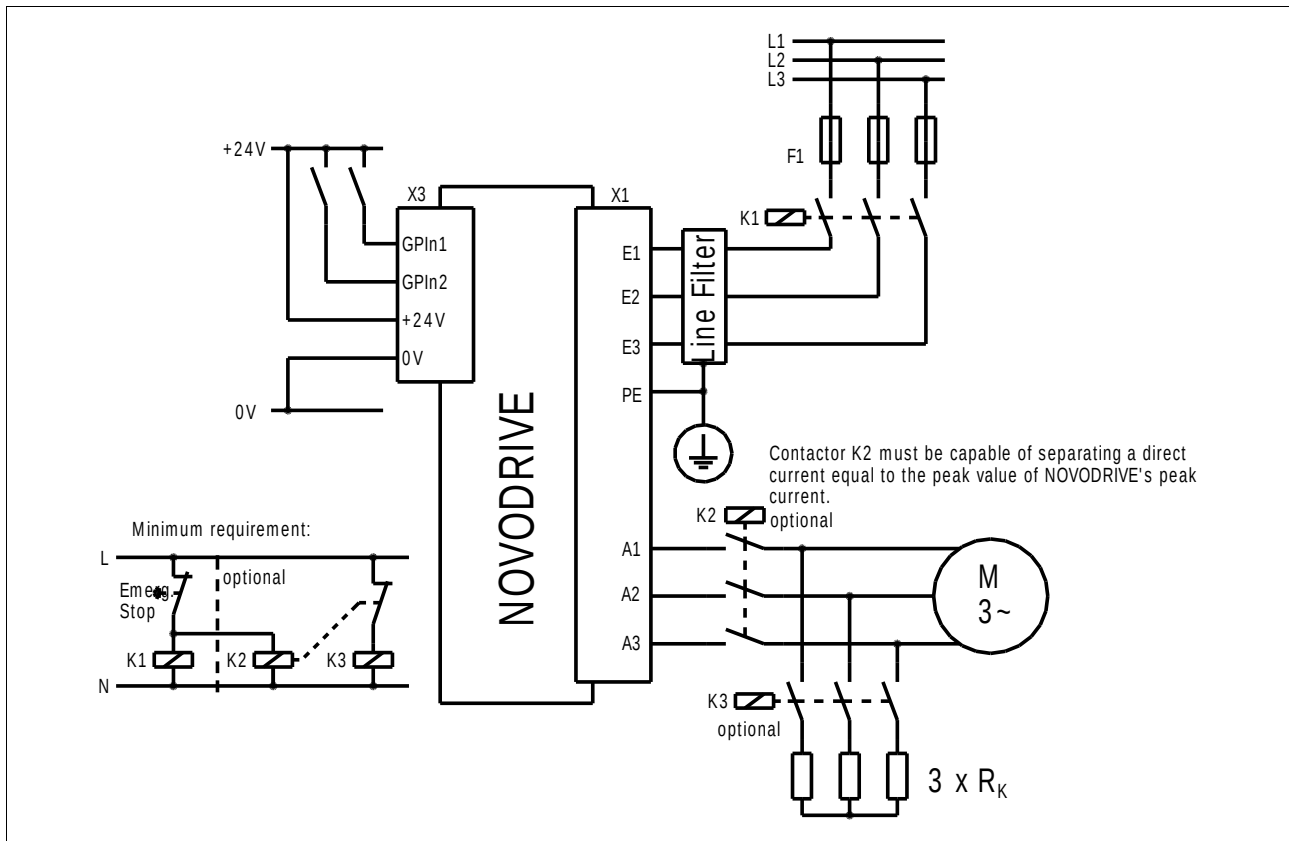 L1
L2
L3
F1
K1
+24V
X3
X1
GPIn1
GPIn2
+24V
0V
0V
E1
E2
E3
PE
Line Filter
NOVODRIVE
Contactor K2 must be capable of separating a direct
current equal to the peak value of NOVODRIVE's peak
current.
K2
optional
A1
A2
A3
M
3~
K3
optional
3 x RK
Minimum requirement:
L
optional
Emerg.
Stop
K1
K2
K3
N